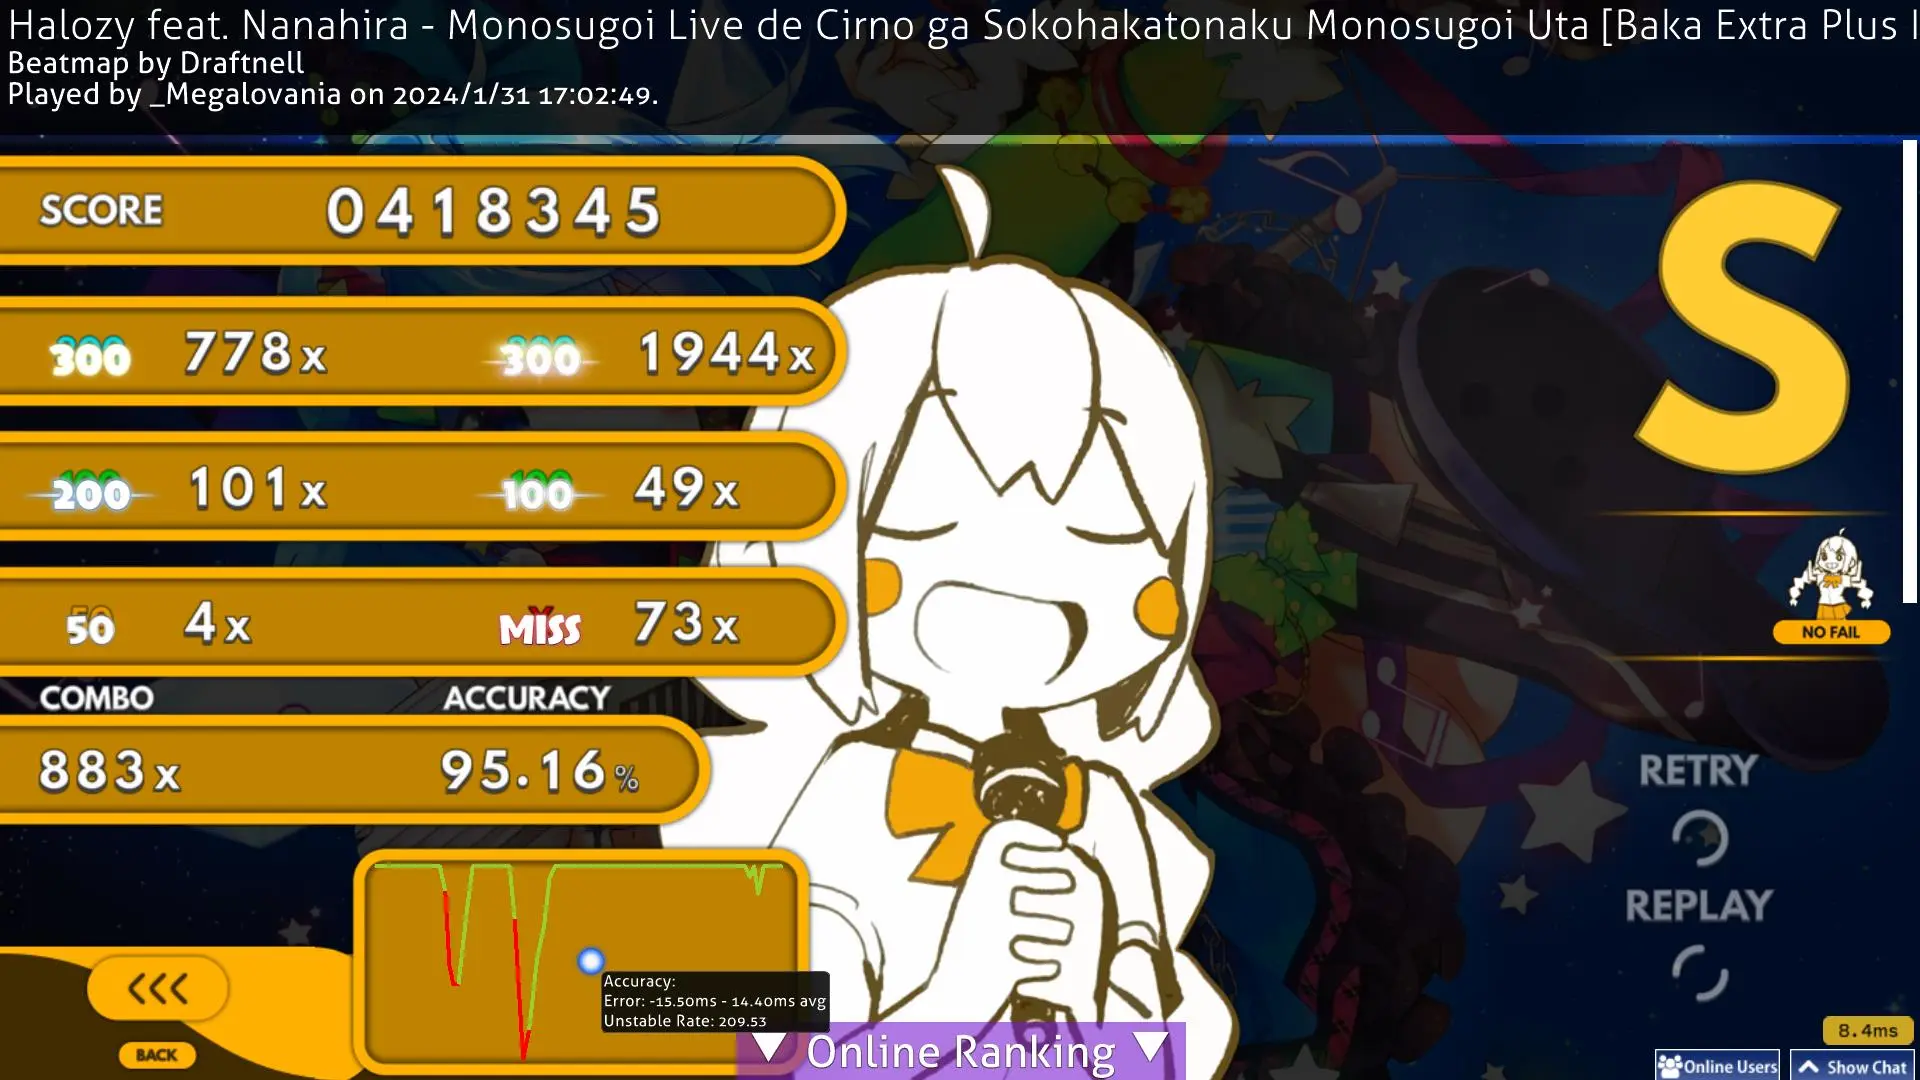 Halozy feat. Nanahira - Monosugoi Live de Cirno ga Sokohakatonaku Monosugoi Uta [Baka Extra Plus
Beatmap by Draftnell
Played by _Megalovania on 2024/1/31 17:02:49.
SCORE 0418345
300 778x 300 1944x
200 101x 100 49x
50 4x MISS 73x
COMBO ACCURACY
883x 95.16%
NO FAIL
RETRY
REPLAY
Accuracy:
Error: -15.50ms - 14.40ms avg
Unstable Rate: 209.53
<<<
BACK
▼ Online Ranking ▼
8.4ms
Online Users
Show Chat
S